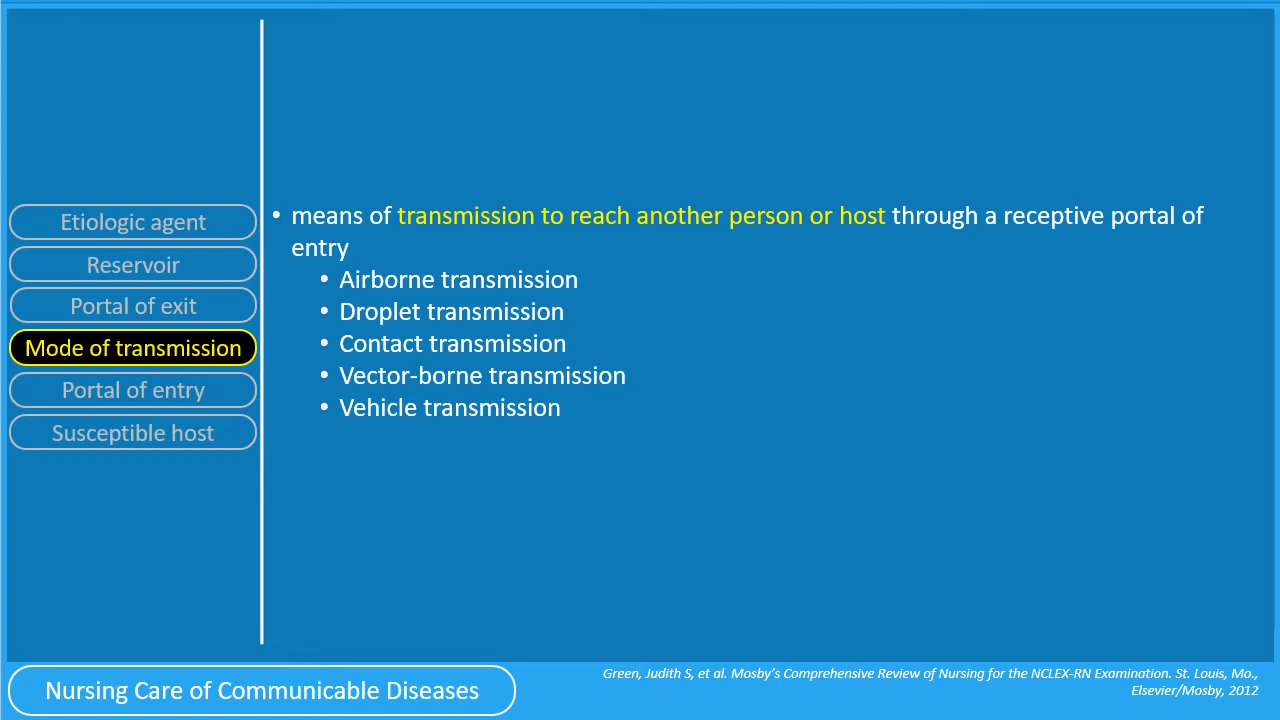 Etiologic agent
Reservoir
Portal of exit
Mode of transmission
Portal of entry
Susceptible host
• means of transmission to reach another person or host through a receptive portal of
entry
• Airborne transmission
• Droplet transmission
• Contact transmission
• Vector-borne transmission
• Vehicle transmission
Nursing Care of Communicable Diseases
Green, Judith S, et al. Mosby’s Comprehensive Review of Nursing for the NCLEX-RN Examination. St. Louis, Mo.,
Elsevier/Mosby, 2012